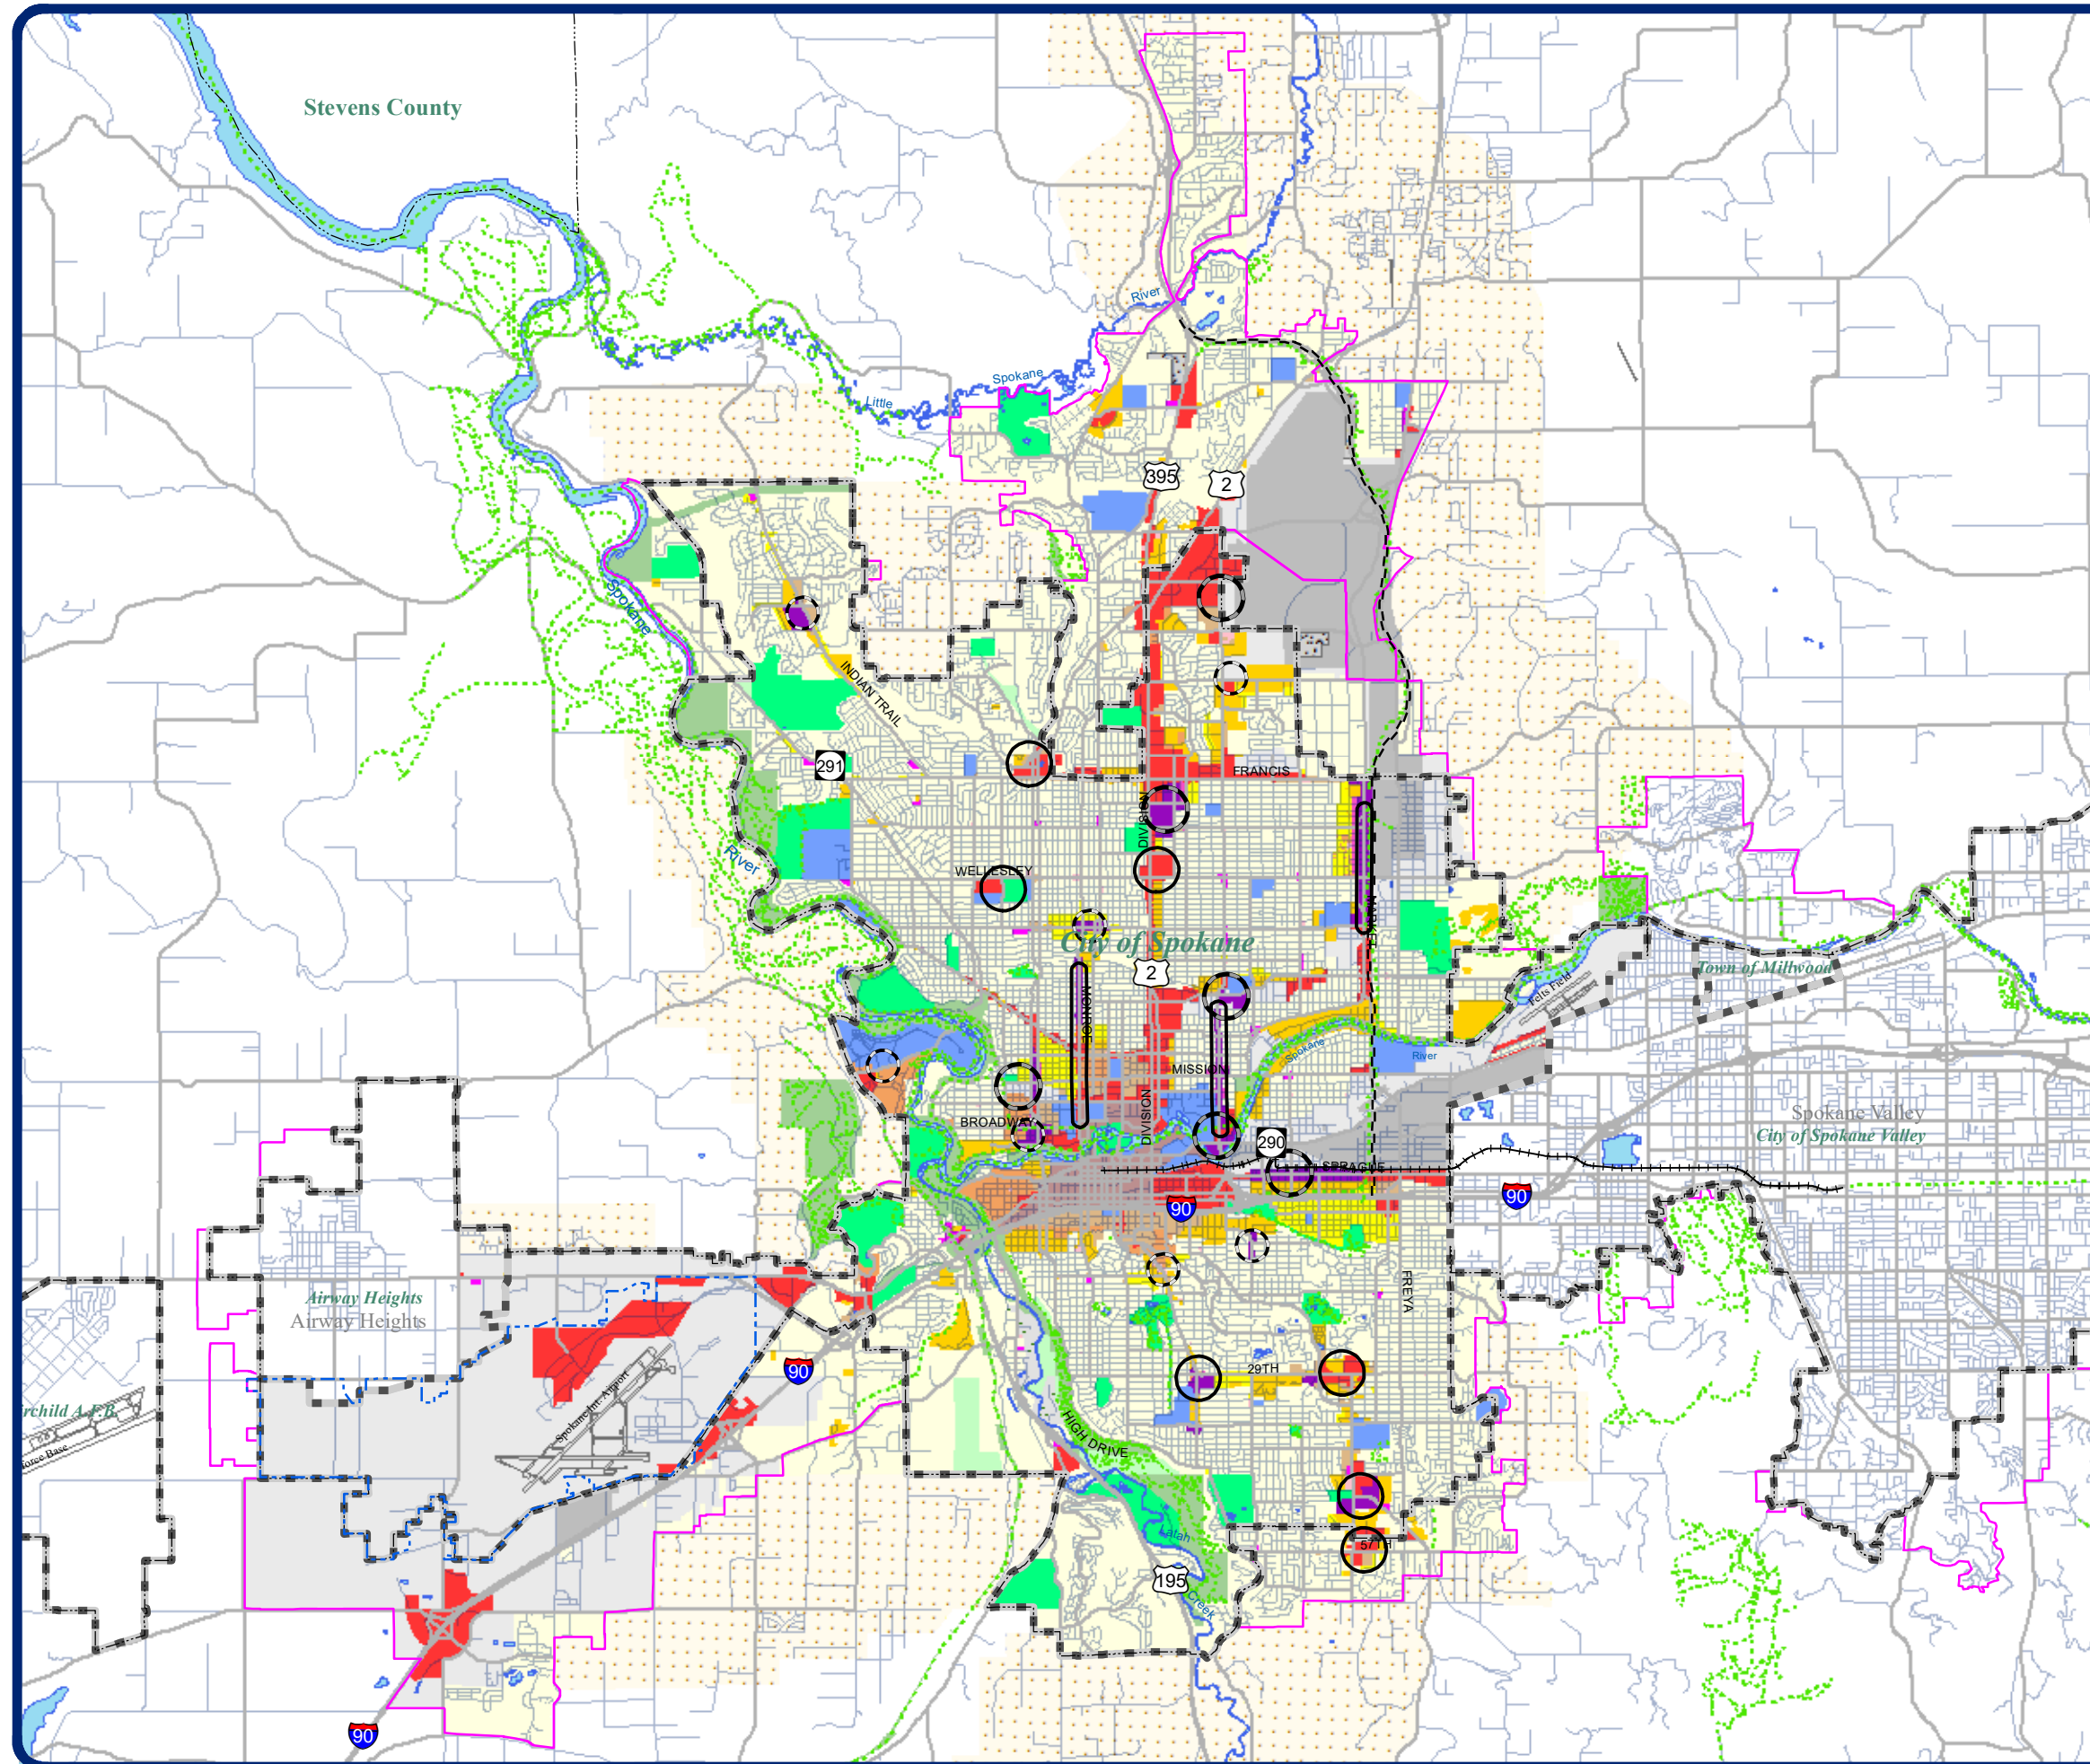 Stevens County
River
Spokane
Little
395
2
Spokane
INDIAN TRAIL
291
FRANCIS
DIVISION
River
WELLESLEY
MARKET
City of Spokane
2
Town of Millwood
Felts Field
MONROE
Spokane
River
MISSION
DIVISION
BROADWAY
290
Spokane Valley
City of Spokane Valley
SPRAGUE
90
90
Airway Heights
Airway Heights
FREYA
90
29TH
Spokane Int. Airport
rchild A.F.B.
orce Base
HIGH DRIVE
Latah
57TH
195
Creek
90